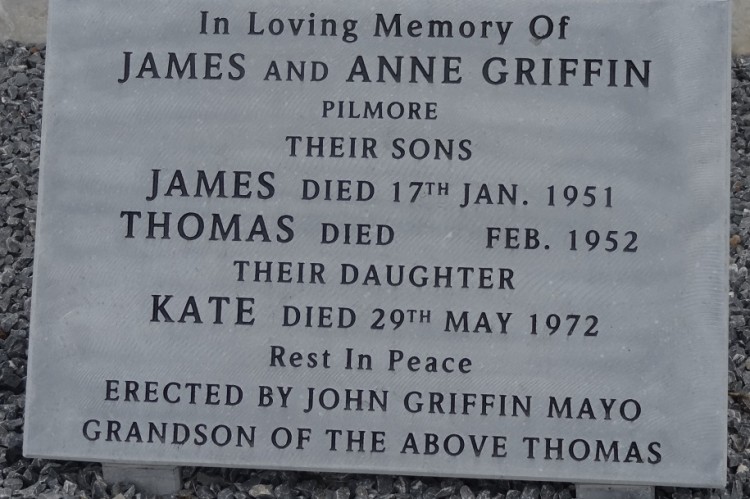 In Loving Memory Of
JAMES AND ANNE GRIFFIN
PILMORE
THEIR SONS
JAMES DIED 17TH JAN. 1951
THOMAS DIED FEB. 1952
THEIR DAUGHTER
KATE DIED 29TH MAY 1972
Rest In Peace
ERECTED BY JOHN GRIFFIN MAYO
GRANDSON OF THE ABOVE THOMAS